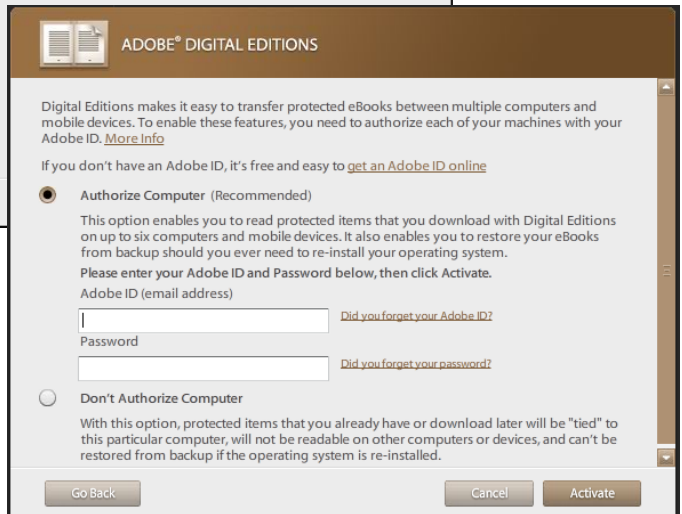 ADOBE® DIGITAL EDITIONS
Digital Editions makes it easy to transfer protected eBooks between multiple computers and
mobile devices. To enable these features, you need to authorize each of your machines with your
Adobe ID. More Info
If you don't have an Adobe ID, it's free and easy to get an Adobe ID online
Authorize Computer (Recommended)
This option enables you to read protected items that you download with Digital Editions
on up to six computers and mobile devices. It also enables you to restore your eBooks
from backup should you ever need to re-install your operating system.
Please enter your Adobe ID and Password below, then click Activate.
Adobe ID (email address)
Did you forget your Adobe ID?
Password
Did you forget your password?
Don't Authorize Computer
With this option, protected items that you already have or download later will be "tied" to
this particular computer, will not be readable on other computers or devices, and can't be
restored from backup if the operating system is re-installed.
Go Back
Cancel
Activate